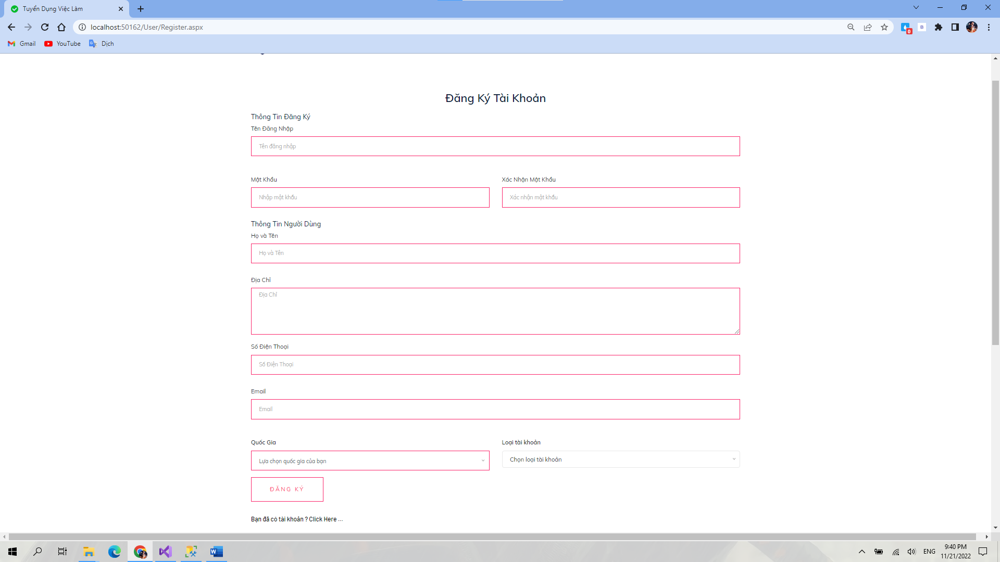 Tuyển Dụng Việc Làm
localhost:50162/User/Register.aspx
0
B
Gmail
YouTube
Dịch
Đăng Ký Tài Khoản
Thông Tin Đăng Ký
Tên Đăng Nhập
Tên đăng nhập
Mật Khẩu
Xác Nhận Mật Khẩu
Nhập mật khẩu
Xác nhận mật khẩu
Thông Tin Người Dùng
Họ và Tên
Họ và Tên
Địa Chỉ
Địa Chỉ
Số Điện Thoại
Số Điện Thoại
Email
Email
Quốc Gia
Loại tài khoản
Lựa chọn quốc gia của bạn
Chọn loại tài khoản
ĐĂNG KÝ
Bạn đã có tài khoản ? Click Here ...
ENG
9:40 PM
11/21/2022